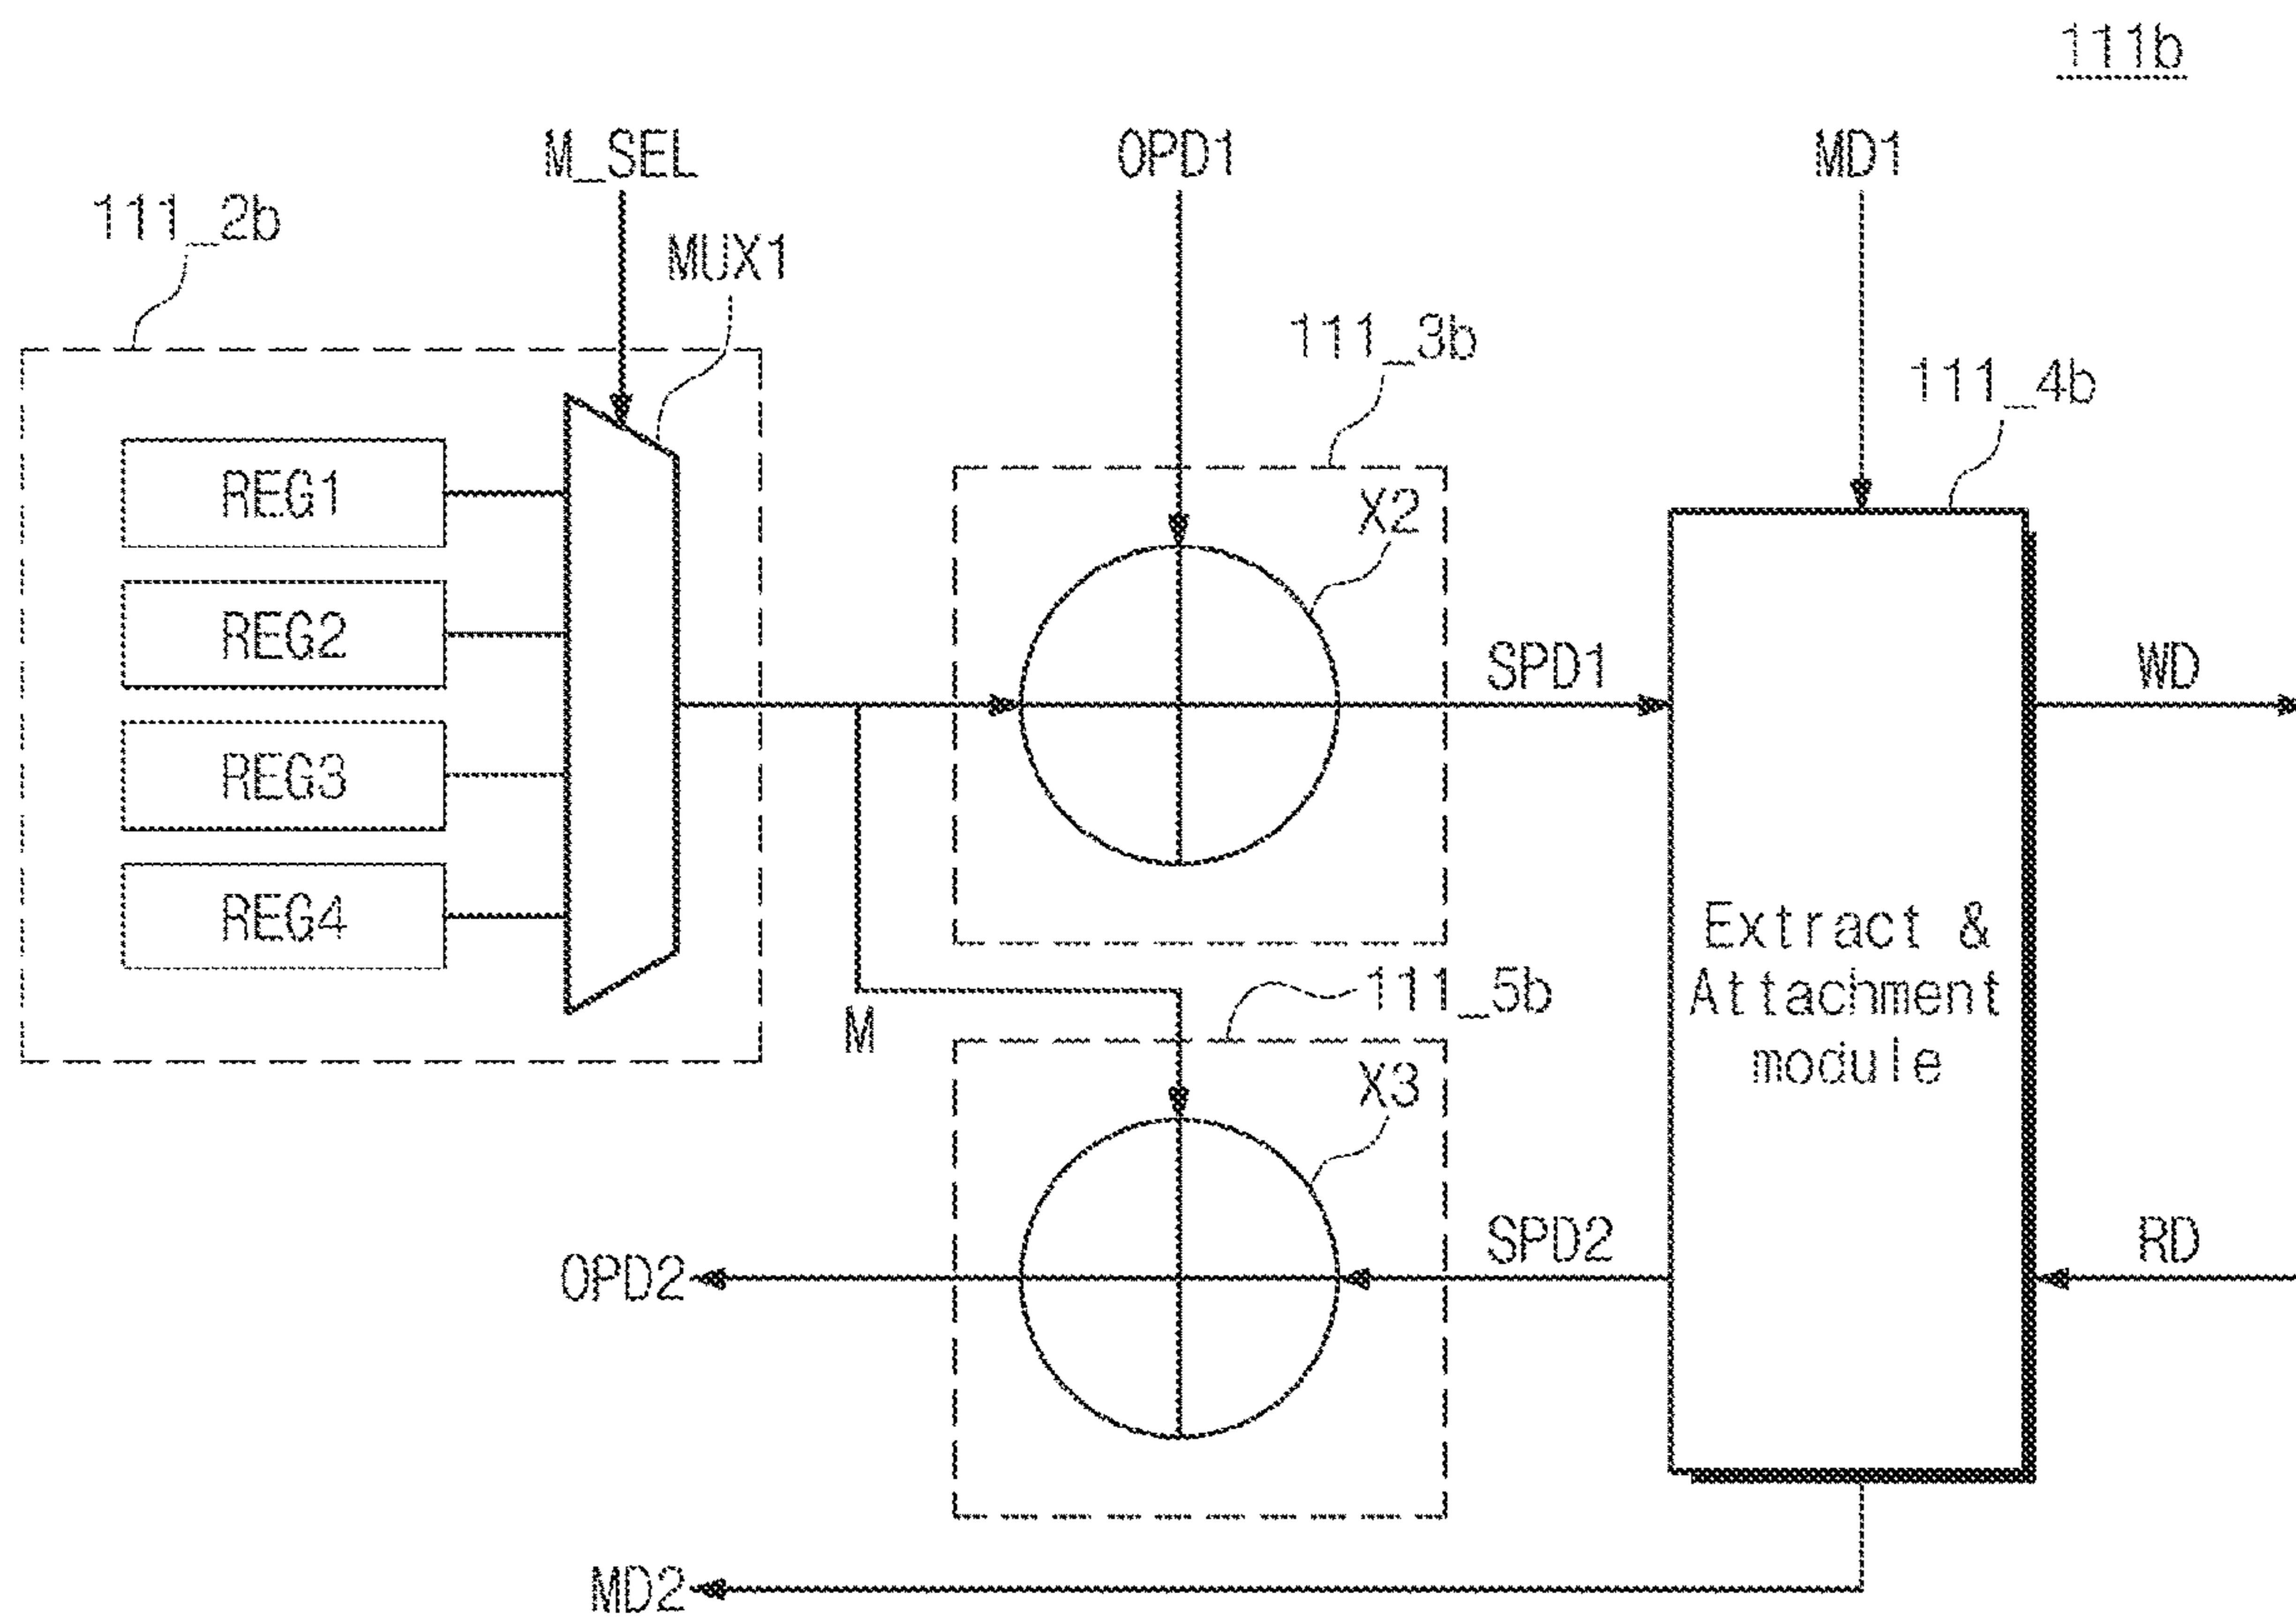 111b
M_SEL
OPD1
MD1
111_2b
MUX1
111_3b
111_4b
REG1
X2
REG2
SPD1
WD
REG3
REG4
Extract &
Attachment
module
111_5b
M
X3
SPD2
RD
OPD2
MD2